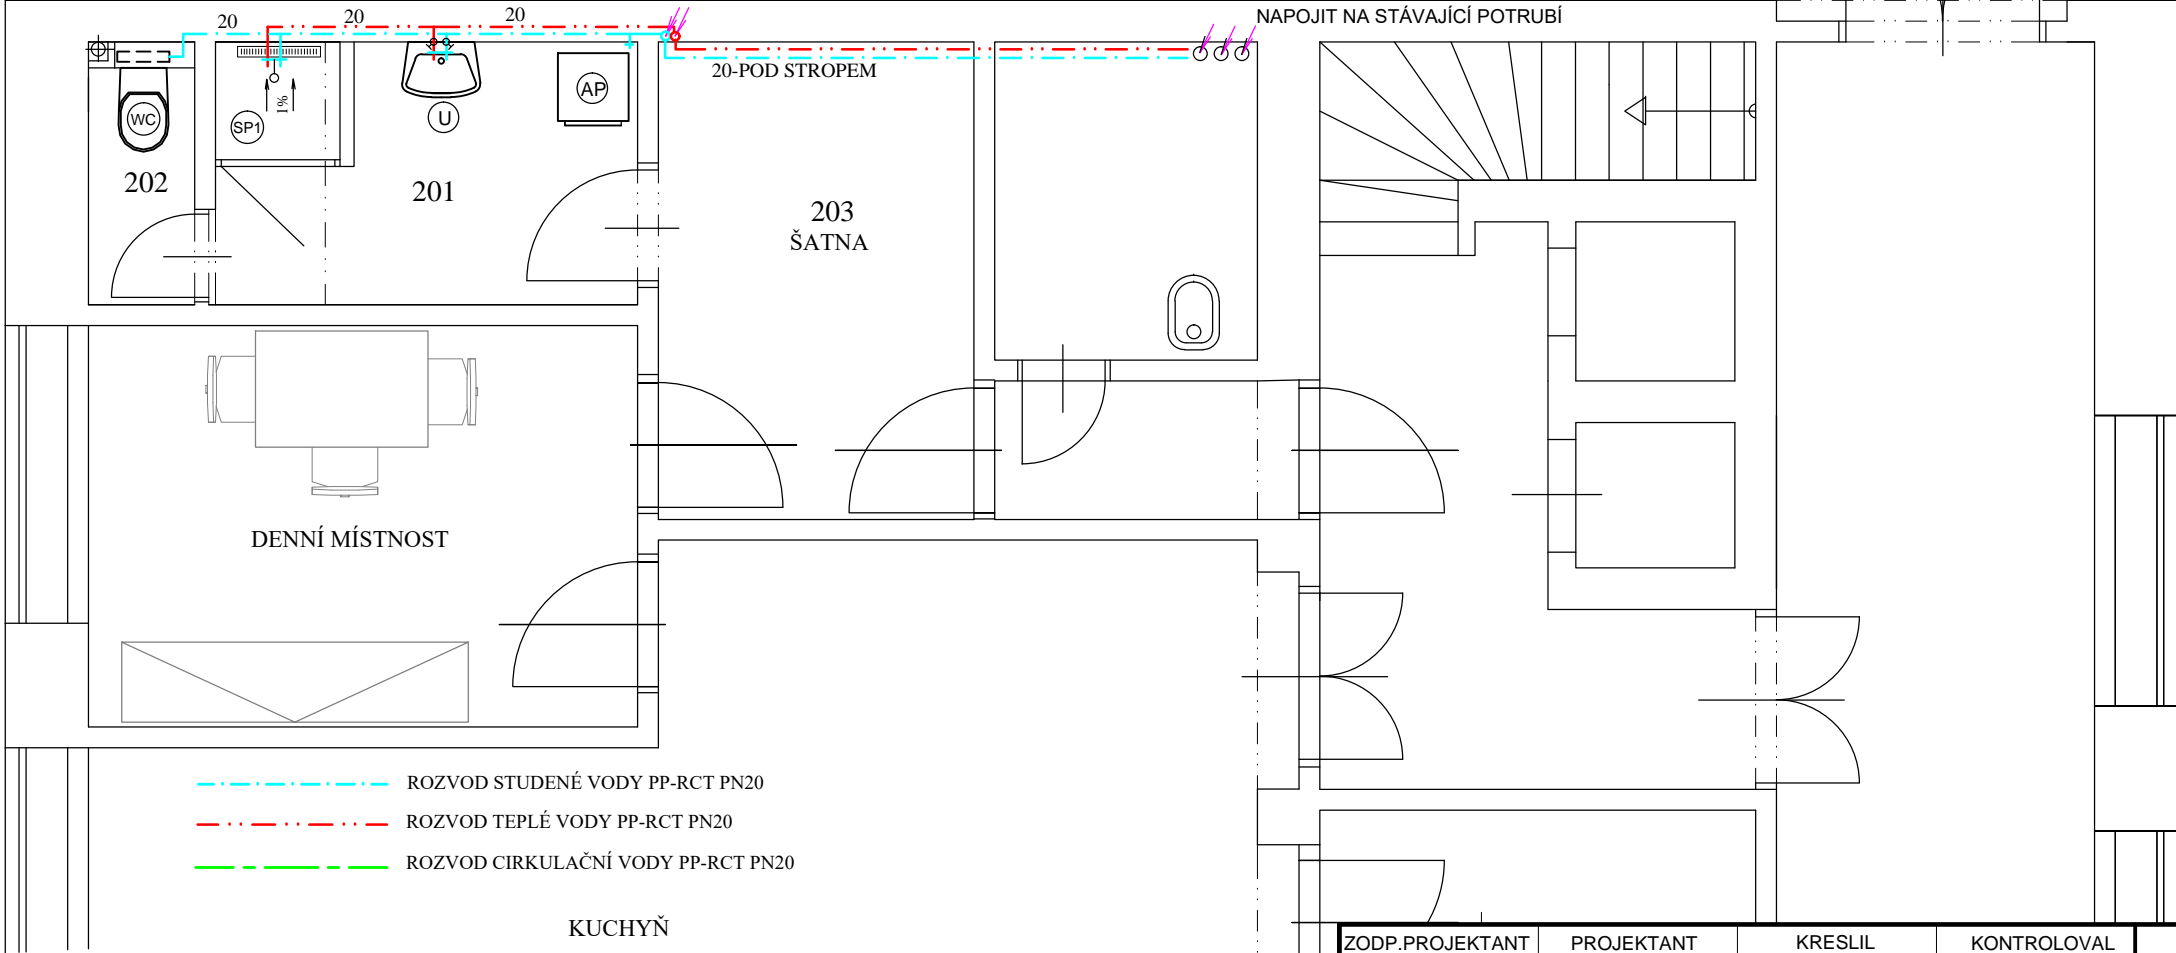 20
20
20
NAPOJIT NA STÁVAJÍCÍ POTRUBÍ
20-POD STROPEM
WC
SP1
1%
U
AP
202
201
203
ŠATNA
DENNÍ MÍSTNOST
ROZVOD STUDENÉ VODY PP-RCT PN20
ROZVOD TEPLÉ VODY PP-RCT PN20
ROZVOD CIRKULAČNÍ VODY PP-RCT PN20
KUCHYŇ
ZODP.PROJEKTANT PROJEKTANT KRESLIL KONTROLOVAL